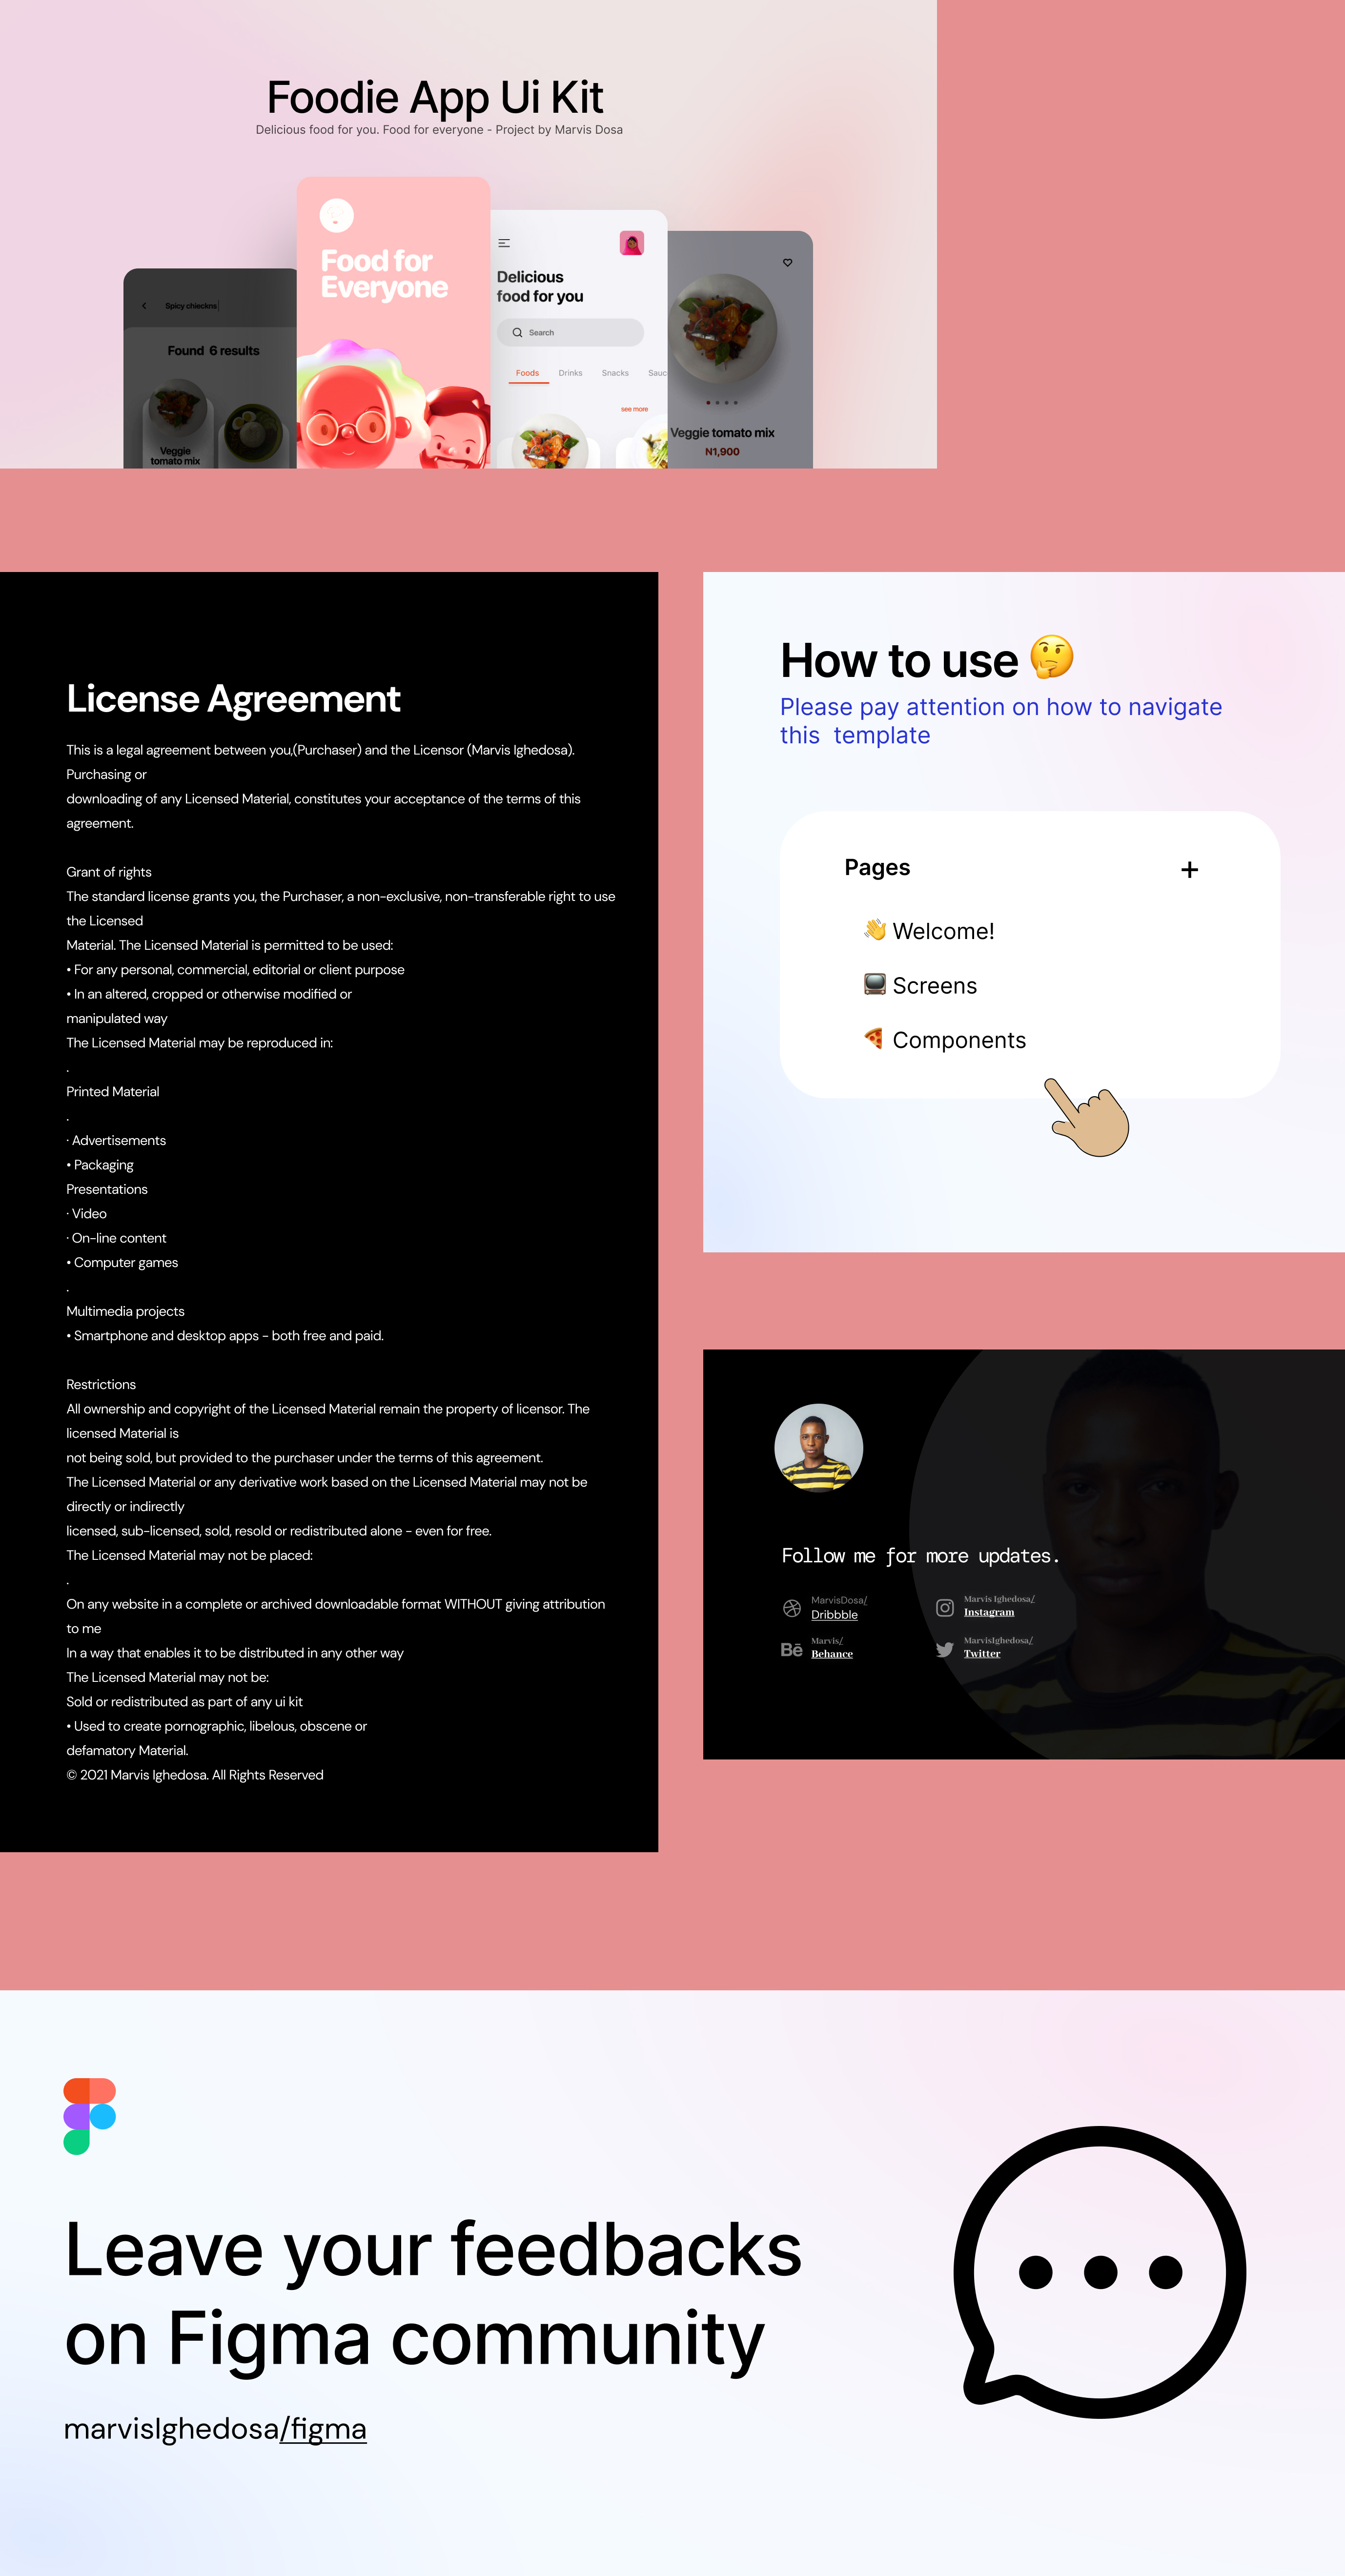 Foodie App Ui Kit
Delicious food for you. Food for everyone - Project by Marvis Dosa
Spicy chieckns
Found 6 results
Veggie
tomato mix
Food for
Everyone
Delicious
food for you
Search
Foods Drinks Snacks Sauc
see more
Veggie tomato mix
N1,900
License Agreement
This is a legal agreement between you,(Purchaser) and the Licensor (Marvis Ighedosa).
Purchasing or
downloading of any Licensed Material, constitutes your acceptance of the terms of this
agreement.
Grant of rights
The standard license grants you, the Purchaser, a non-exclusive, non-transferable right to use
the Licensed
Material. The Licensed Material is permitted to be used:
• For any personal, commercial, editorial or client purpose
• In an altered, cropped or otherwise modified or
manipulated way
The Licensed Material may be reproduced in:
.
Printed Material
.
· Advertisements
• Packaging
Presentations
· Video
· On-line content
• Computer games
.
Multimedia projects
• Smartphone and desktop apps - both free and paid.
Restrictions
All ownership and copyright of the Licensed Material remain the property of licensor. The
licensed Material is
not being sold, but provided to the purchaser under the terms of this agreement.
The Licensed Material or any derivative work based on the Licensed Material may not be
directly or indirectly
licensed, sub-licensed, sold, resold or redistributed alone - even for free.
The Licensed Material may not be placed:
.
On any website in a complete or archived downloadable format WITHOUT giving attribution
to me
In a way that enables it to be distributed in any other way
The Licensed Material may not be:
Sold or redistributed as part of any ui kit
• Used to create pornographic, libelous, obscene or
defamatory Material.
© 2021 Marvis Ighedosa. All Rights Reserved
How to use 🤔
Please pay attention on how to navigate
this template
Pages +
👋 Welcome!
📺 Screens
🍕 Components
Follow me for more updates.
MarvisDosa/
Dribbble
Marvis Ighedosa/
Instagram
Bē
Marvis/
Behance
MarvisIghedosa/
Twitter
Leave your feedbacks
on Figma community
marvisIghedosa/figma